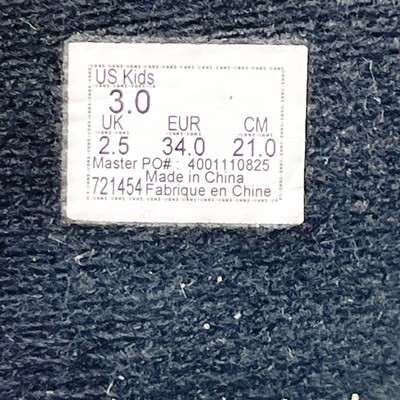 US Kids
3.0
UK EUR CM
2.5 34.0 21.0
Master PO# : 4001110825
Made in China
721454 Fabrique en Chine